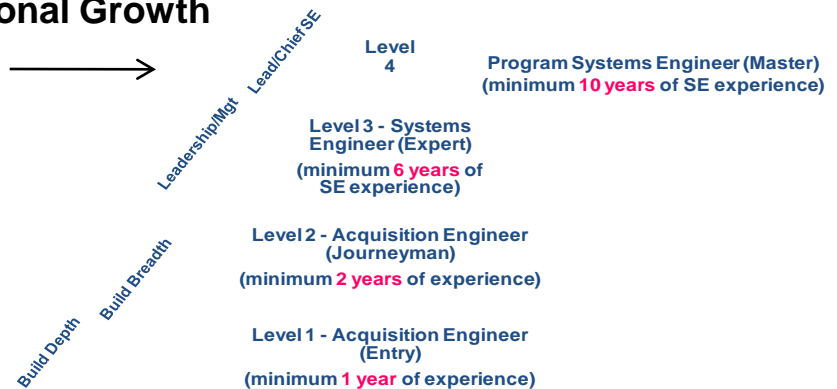 onal Growth
Lead/Chief SE
Level
4
Program Systems Engineer (Master)
(minimum 10 years of SE experience)
Leadership/Mgt
Level 3 - Systems
Engineer (Expert)
(minimum 6 years of
SE experience)
Build Breadth
Level 2 - Acquisition Engineer
(Journeyman)
(minimum 2 years of experience)
Build Depth
Level 1 - Acquisition Engineer
(Entry)
(minimum 1 year of experience)